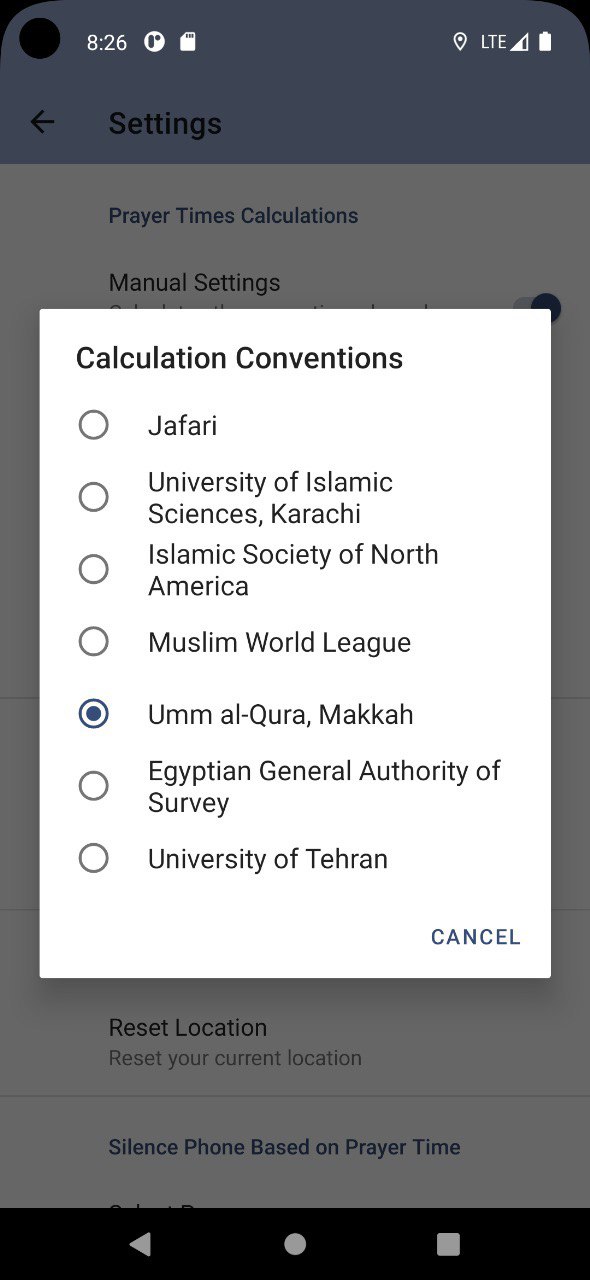 8:26
LTE
Settings
Prayer Times Calculations
Manual Settings
Calculation Conventions
Jafari
University of Islamic
Sciences, Karachi
Islamic Society of North
America
Muslim World League
Umm al-Qura, Makkah
Egyptian General Authority of
Survey
University of Tehran
CANCEL
Reset Location
Reset your current location
Silence Phone Based on Prayer Time